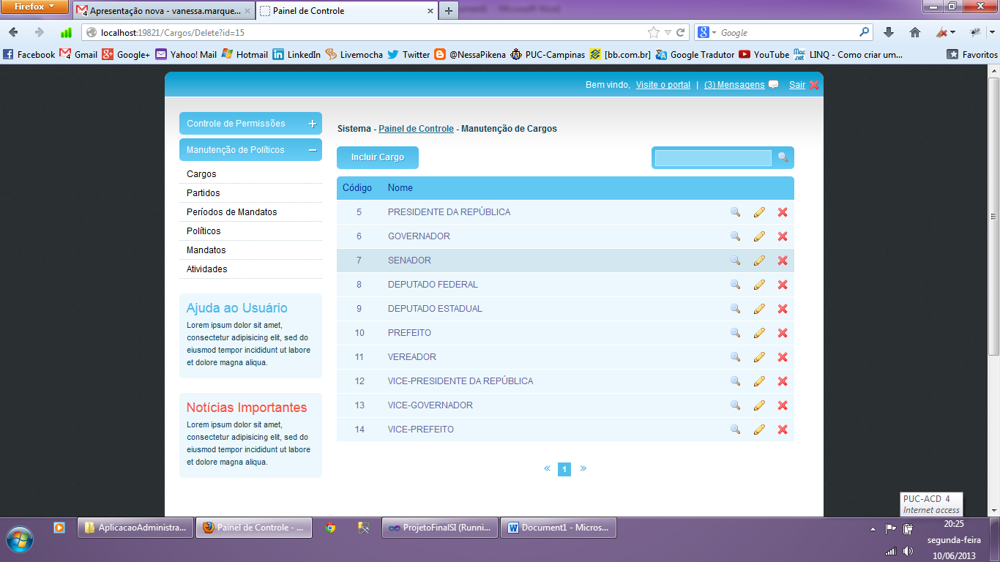 Firefox
Apresentação nova - vanessa.marque...
Painel de Controle
localhost:19821/Cargos/Delete?id=15
Google
Facebook Gmail Google+ Yahoo! Mail Hotmail LinkedIn Livemocha Twitter @NessaPikena PUC-Campinas [bb.com.br] Google Tradutor YouTube LINQ - Como criar um... Favoritos
Bem vindo, Visite o portal | (3) Mensagens Sair
Controle de Permissões
Manutenção de Políticos
Cargos
Partidos
Períodos de Mandatos
Políticos
Mandatos
Atividades
Ajuda ao Usuário
Lorem ipsum dolor sit amet,
consectetur adipisicing elit, sed do
eiusmod tempor incididunt ut labore
et dolore magna aliqua.
Notícias Importantes
Lorem ipsum dolor sit amet,
consectetur adipisicing elit, sed do
eiusmod tempor incididunt ut labore
et dolore magna aliqua.
Sistema - Painel de Controle - Manutenção de Cargos
Incluir Cargo
Código Nome
5 PRESIDENTE DA REPÚBLICA
6 GOVERNADOR
7 SENADOR
8 DEPUTADO FEDERAL
9 DEPUTADO ESTADUAL
10 PREFEITO
11 VEREADOR
12 VICE-PRESIDENTE DA REPÚBLICA
13 VICE-GOVERNADOR
14 VICE-PREFEITO
« 1 »
PUC-ACD 4
Internet access
AplicacaoAdministra...
Painel de Controle - ...
ProjetoFinalSI (Runni...
Document1 - Micros...
20:25
segunda-feira
10/06/2013